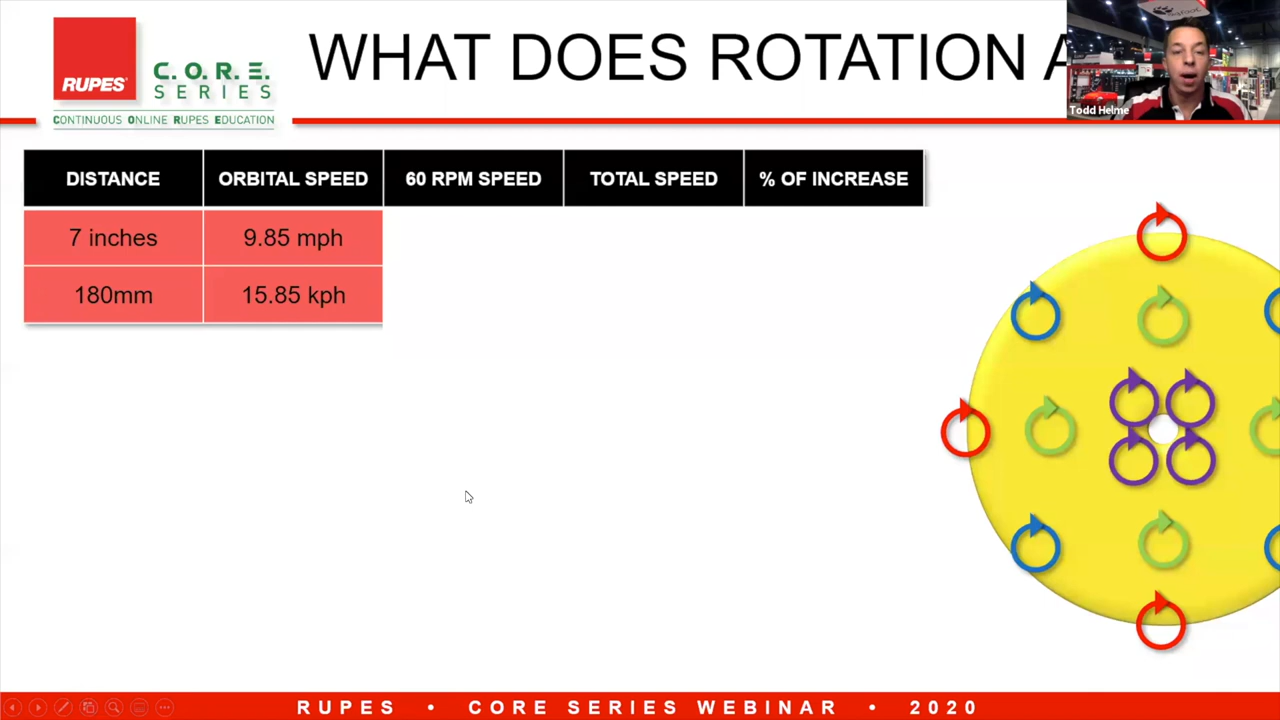 WHAT DOES ROTATION A
RUPES®
C.O.R.E.
SERIES
CONTINUOUS ONLINE RUPES EDUCATION
Todd Helme
DISTANCE ORBITAL SPEED 60 RPM SPEED TOTAL SPEED % OF INCREASE
7 inches 9.85 mph
180mm 15.85 kph
RUPES • CORE SERIES WEBINAR • 2020